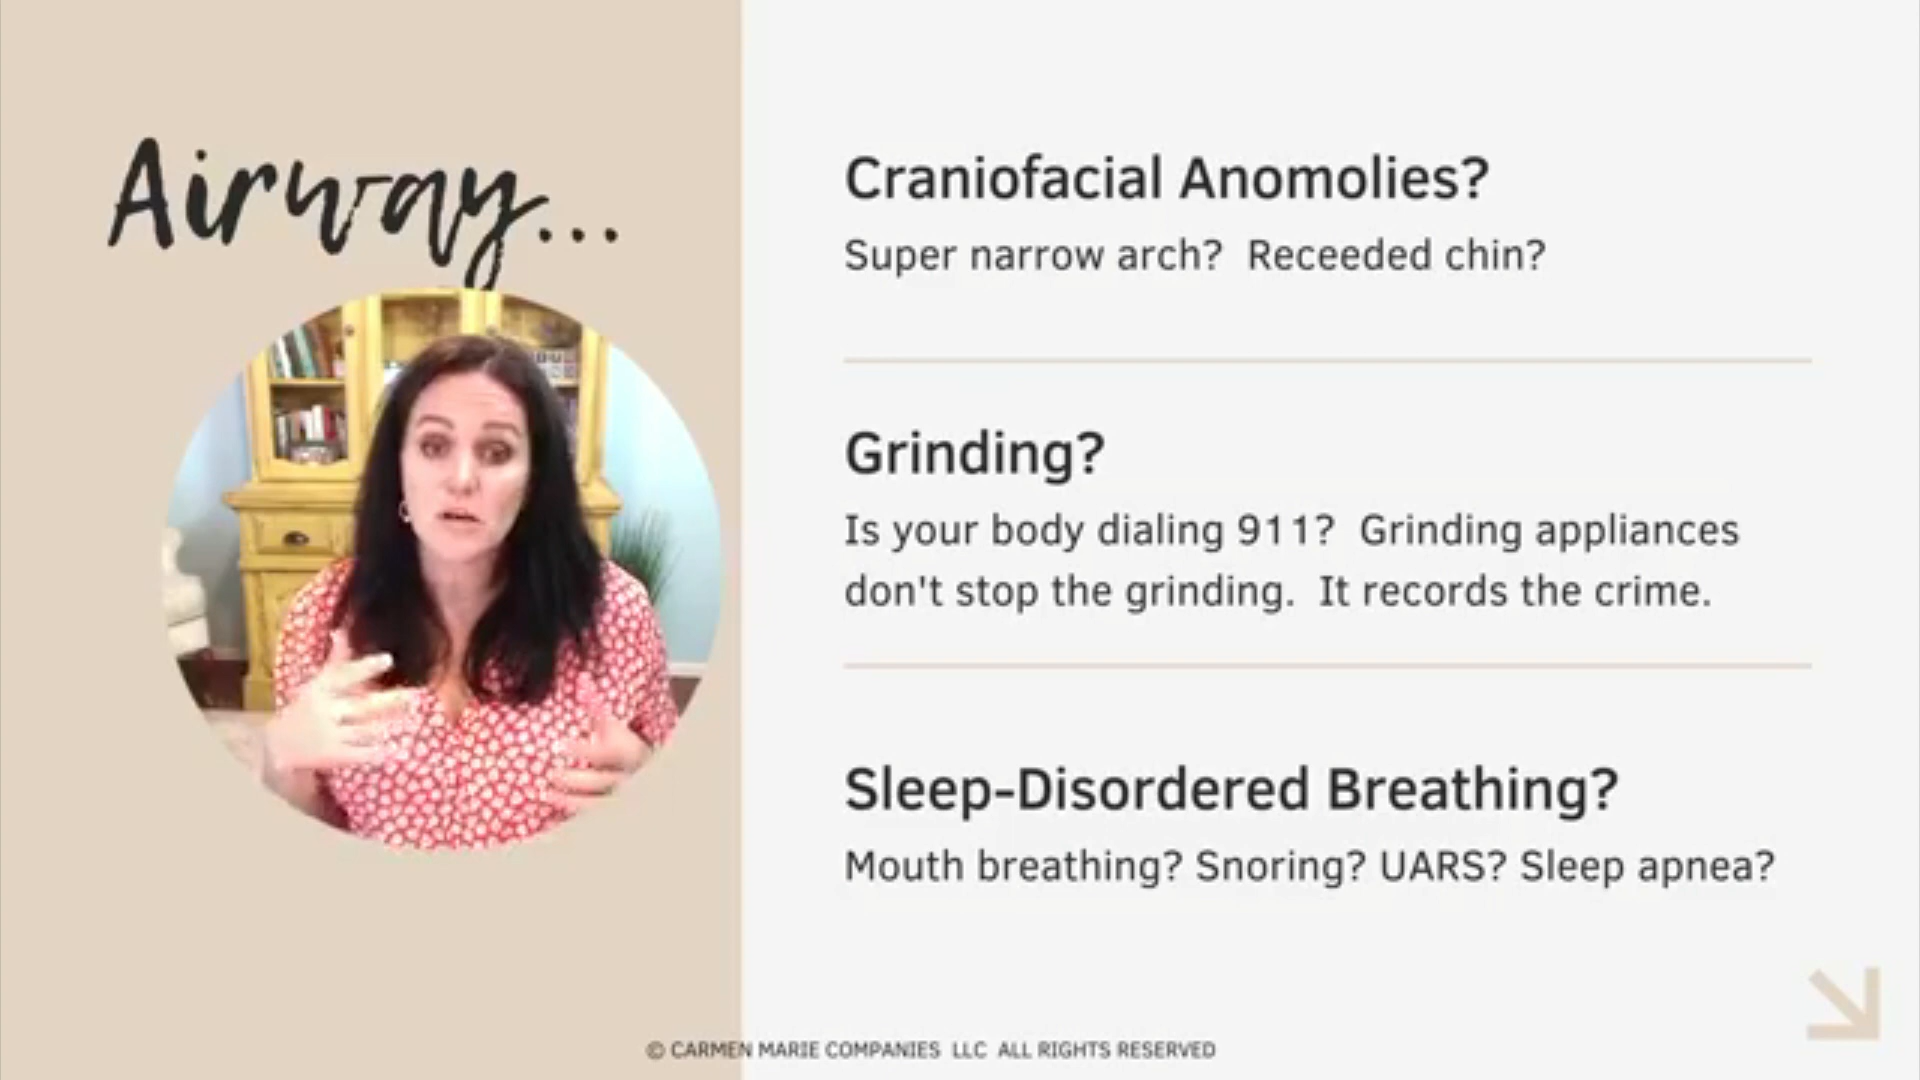 Airway...
Craniofacial Anomolies?
Super narrow arch?  Receeded chin?
Grinding?
Is your body dialing 911?  Grinding appliances
don't stop the grinding.  It records the crime.
Sleep-Disordered Breathing?
Mouth breathing? Snoring? UARS? Sleep apnea?
© CARMEN MARIE COMPANIES  LLC  ALL RIGHTS RESERVED